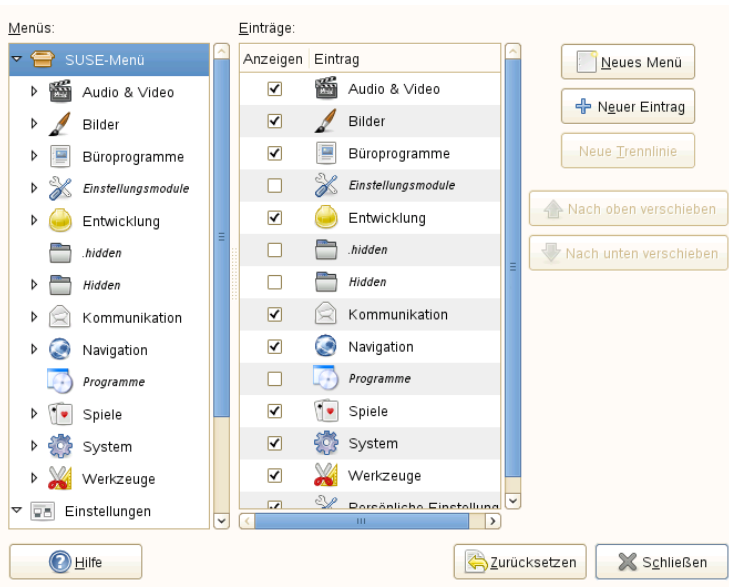 Menüs:
SUSE-Menü
Audio & Video
Bilder
Büroprogramme
Einstellungsmodule
Entwicklung
.hidden
Hidden
Kommunikation
Navigation
Programme
Spiele
System
Werkzeuge
Einstellungen
Einträge:
Anzeigen Eintrag
Audio & Video
Bilder
Büroprogramme
Einstellungsmodule
Entwicklung
.hidden
Hidden
Kommunikation
Navigation
Programme
Spiele
System
Werkzeuge
Persönliche Einstellung
Neues Menü
Neuer Eintrag
Neue Trennlinie
Nach oben verschieben
Nach unten verschieben
Hilfe
Zurücksetzen
Schließen